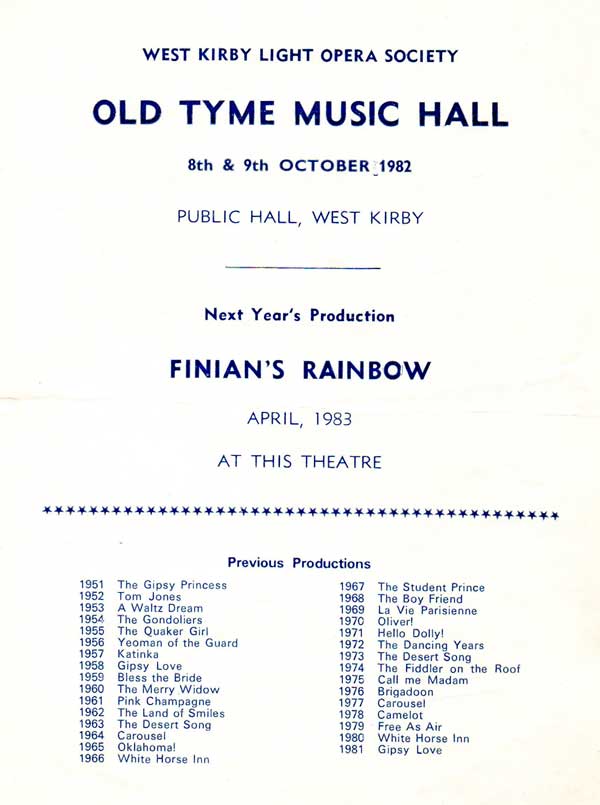 WEST KIRBY LIGHT OPERA SOCIETY
OLD TYME MUSIC HALL
8th & 9th OCTOBER 1982
PUBLIC HALL, WEST KIRBY
Next Year's Production
FINIAN'S RAINBOW
APRIL, 1983
AT THIS THEATRE
Previous Productions
1951 The Gipsy Princess
1952 Tom Jones
1953 A Waltz Dream
1954 The Gondoliers
1955 The Quaker Girl
1956 Yeoman of the Guard
1957 Katinka
1958 Gipsy Love
1959 Bless the Bride
1960 The Merry Widow
1961 Pink Champagne
1962 The Land of Smiles
1963 The Desert Song
1964 Carousel
1965 Oklahoma!
1966 White Horse Inn
1967 The Student Prince
1968 The Boy Friend
1969 La Vie Parisienne
1970 Oliver!
1971 Hello Dolly!
1972 The Dancing Years
1973 The Desert Song
1974 The Fiddler on the Roof
1975 Call me Madam
1976 Brigadoon
1977 Carousel
1978 Camelot
1979 Free As Air
1980 White Horse Inn
1981 Gipsy Love